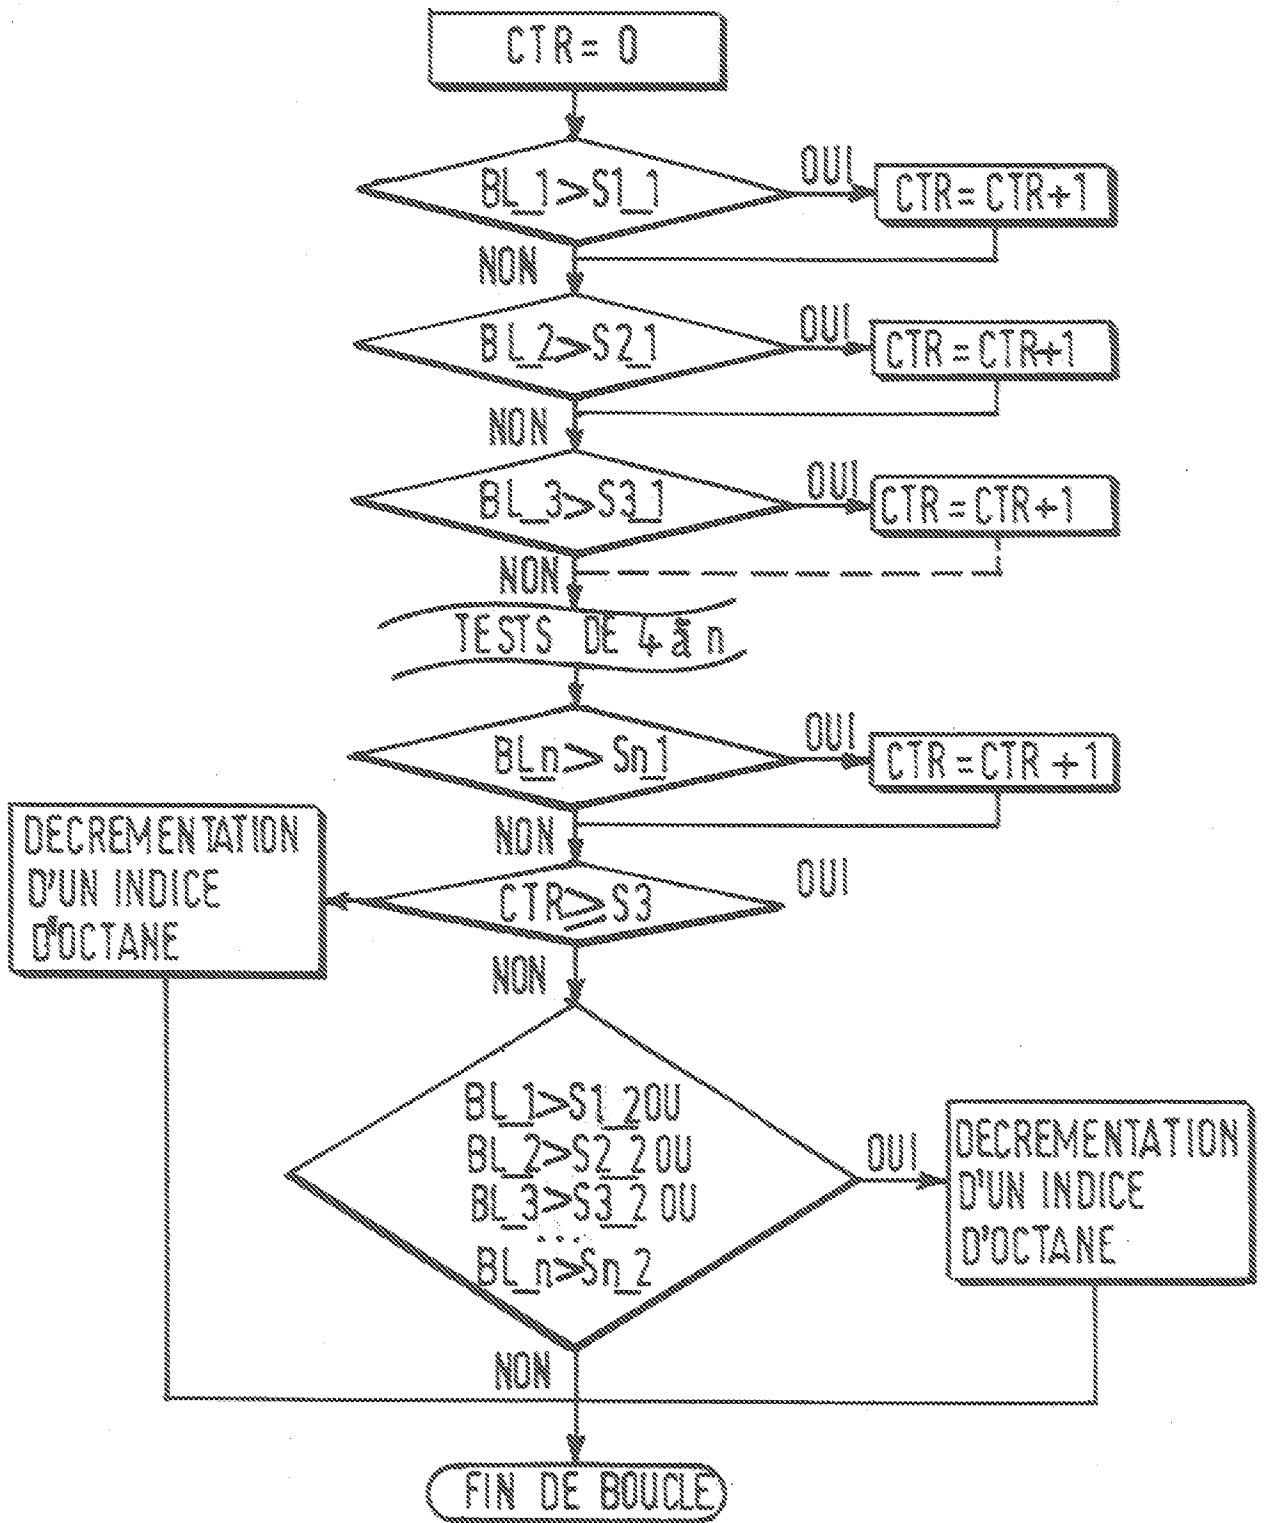 CTR = 0
BL_1>S1_1
OUI
CTR = CTR+1
NON
BL_2>S2_1
OUI
CTR = CTR+1
NON
BL_3>S3_1
OUI
CTR = CTR+1
NON
TESTS DE 4 à n
BL_n > Sn_1
OUI
CTR = CTR +1
NON
DECREMENTATION
D'UN INDICE
D'OCTANE
CTR ≥ S3
OUI
NON
BL_1>S1_2 OU
BL_2>S2_2 OU
BL_3>S3_2 OU
...
BL_n>Sn_2
OUI
DECREMENTATION
D'UN INDICE
D'OCTANE
NON
FIN DE BOUCLE